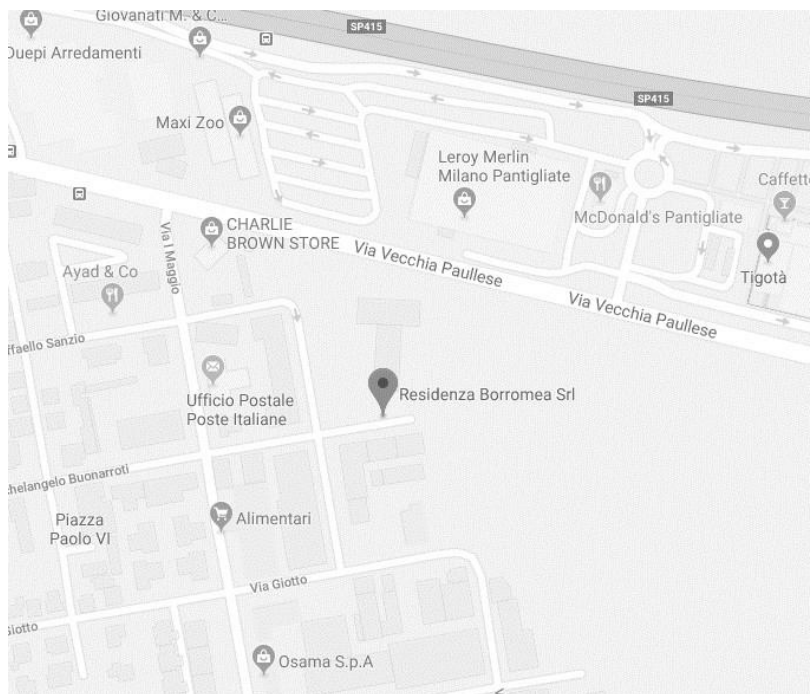 Giovanati M. & C...
SP415
Duepi Arredamenti
SP415
Maxi Zoo
Leroy Merlin
Milano Pantigliate
McDonald's Pantigliate
Caffette
CHARLIE
BROWN STORE
Via I Maggio
Via Vecchia Paullese
Tigotà
Ayad & Co
Via Vecchia Paullese
ffaello Sanzio
Ufficio Postale
Poste Italiane
Residenza Borromea Srl
chelangelo Buonarroti
Alimentari
Piazza
Paolo VI
Via Giotto
Giotto
Osama S.p.A